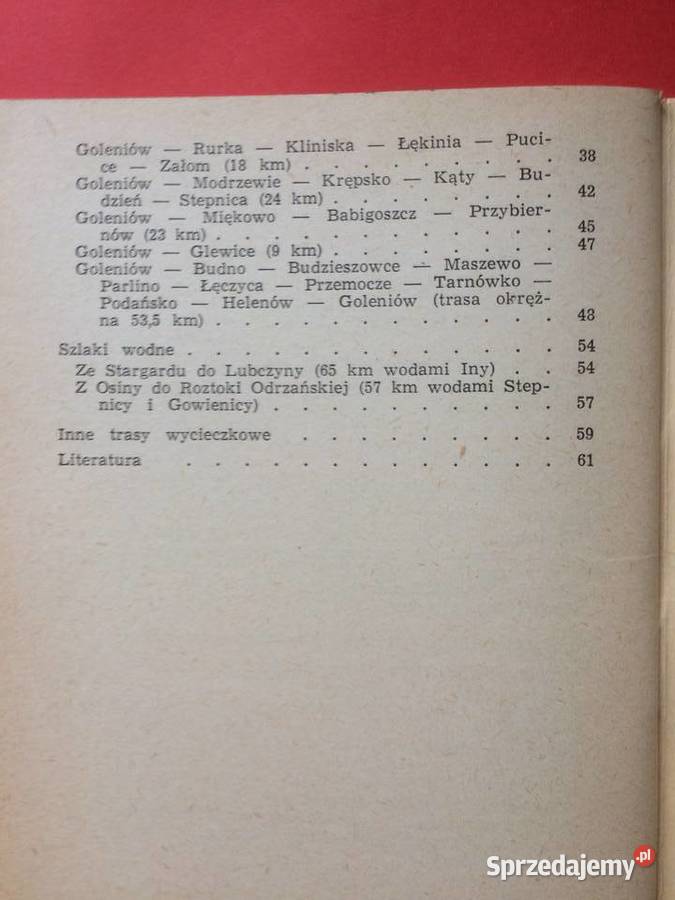 Goleniów — Rurka — Kliniska — Łękinia — Puci-
ce — Załom (18 km) . . . . . . . . . 38
Goleniów — Modrzewie — Krępsko — Kąty — Bu-
dzień — Stepnica (24 km) . . . . . . . . 42
Goleniów — Miękowo — Babigoszcz — Przybier-
nów (23 km) . . . . . . . . . . . . 45
Goleniów — Glewice (9 km) . . . . . . . . 47
Goleniów — Budno — Budzieszowce — Maszewo —
Parlino — Łęczyca — Przemocze — Tarnówko —
Podańsko — Helenów — Goleniów (trasa okręż-
na 53,5 km) . . . . . . . . . . . . 48
Szlaki wodne . . . . . . . . . . . . . 54
Ze Stargardu do Lubczyny (65 km wodami Iny) . . 54
Z Osiny do Roztoki Odrzańskiej (57 km wodami Step-
nicy i Gowienicy) . . . . . . . . . . 57
Inne trasy wycieczkowe . . . . . . . . . 59
Literatura . . . . . . . . . . . . . 61
Sprzedajemy.pl